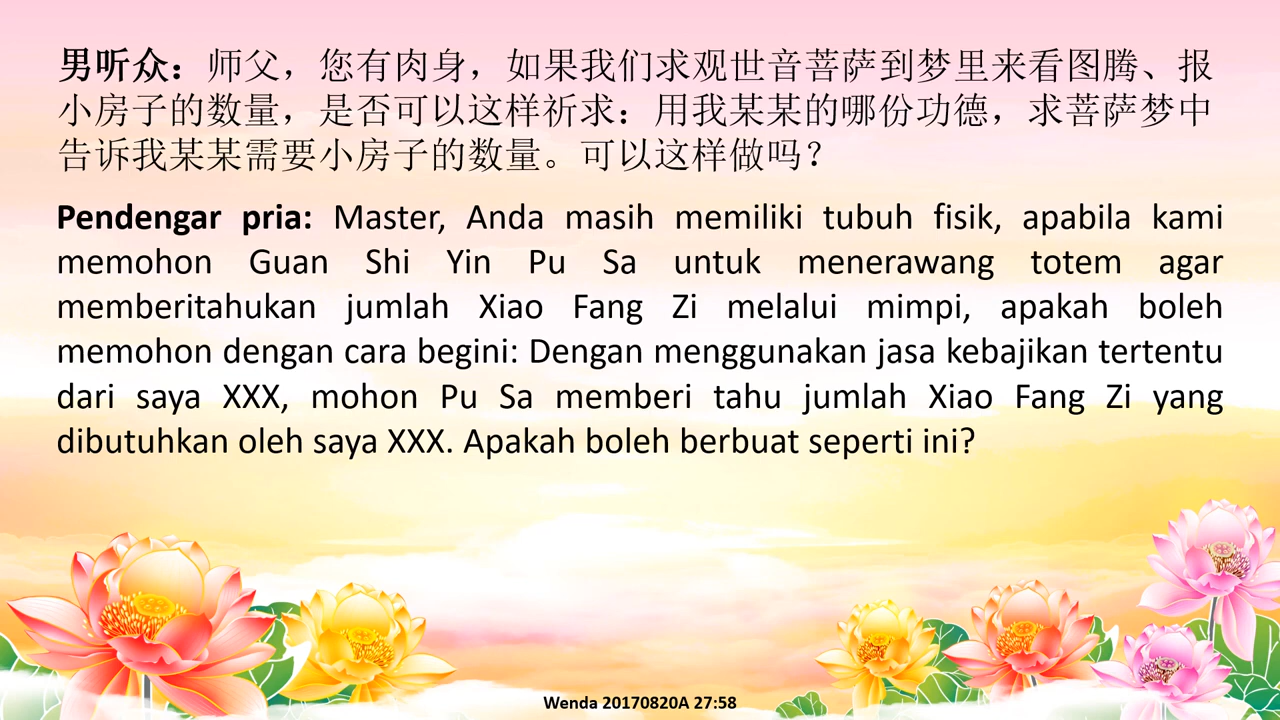 男听众：师父，您有肉身，如果我们求观世音菩萨到梦里来看图腾、报
小房子的数量，是否可以这样祈求：用我某某的哪份功德，求菩萨梦中
告诉我某某需要小房子的数量。可以这样做吗？
Pendengar pria: Master, Anda masih memiliki tubuh fisik, apabila kami
memohon Guan Shi Yin Pu Sa untuk menerawang totem agar
memberitahukan jumlah Xiao Fang Zi melalui mimpi, apakah boleh
memohon dengan cara begini: Dengan menggunakan jasa kebajikan tertentu
dari saya XXX, mohon Pu Sa memberi tahu jumlah Xiao Fang Zi yang
dibutuhkan oleh saya XXX. Apakah boleh berbuat seperti ini?
Wenda 20170820A 27:58